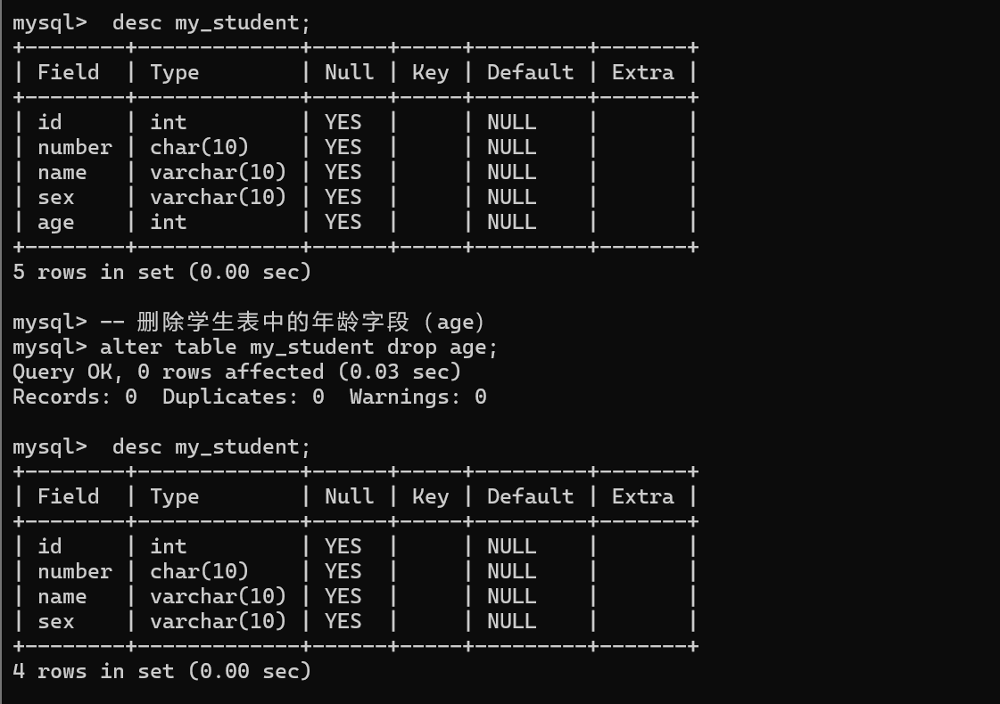 mysql>  desc my_student;
+--------+-------------+------+-----+---------+-------+
| Field  | Type        | Null | Key | Default | Extra |
+--------+-------------+------+-----+---------+-------+
| id     | int         | YES  |     | NULL    |       |
| number | char(10)    | YES  |     | NULL    |       |
| name   | varchar(10) | YES  |     | NULL    |       |
| sex    | varchar(10) | YES  |     | NULL    |       |
| age    | int         | YES  |     | NULL    |       |
+--------+-------------+------+-----+---------+-------+
5 rows in set (0.00 sec)
mysql> -- 删除学生表中的年龄字段（age）
mysql> alter table my_student drop age;
Query OK, 0 rows affected (0.03 sec)
Records: 0  Duplicates: 0  Warnings: 0
mysql>  desc my_student;
+--------+-------------+------+-----+---------+-------+
| Field  | Type        | Null | Key | Default | Extra |
+--------+-------------+------+-----+---------+-------+
| id     | int         | YES  |     | NULL    |       |
| number | char(10)    | YES  |     | NULL    |       |
| name   | varchar(10) | YES  |     | NULL    |       |
| sex    | varchar(10) | YES  |     | NULL    |       |
+--------+-------------+------+-----+---------+-------+
4 rows in set (0.00 sec)